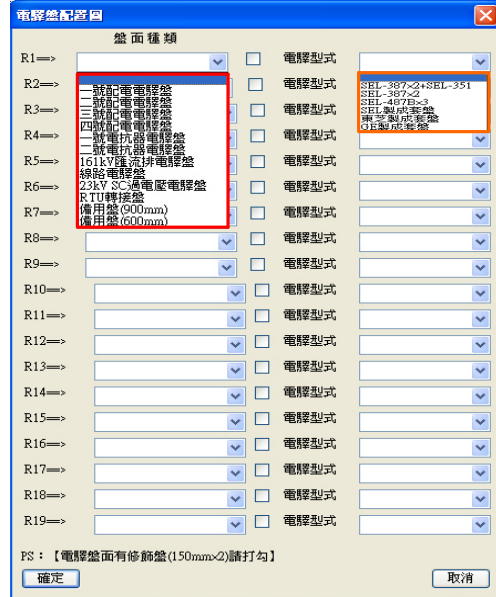 電驛盤配置圖
盤 面 種 類
R1==> 電驛型式
R2==>
一號配電電驛盤
二號配電電驛盤
三號配電電驛盤
四號配電電驛盤
一號電抗器電驛盤
二號電抗器電驛盤
161kV匯流排電驛盤
線路電驛盤
23kV SC過電壓電驛盤
RTU轉接盤
備用盤(900mm)
備用盤(600mm)
電驛型式
SEL-387×2+SEL-351
SEL-387×2
SEL-487B×3
SEL製成套盤
東芝製成套盤
GE製成套盤
R3==> 電驛型式
R4==> 電驛型式
R5==> 電驛型式
R6==> 電驛型式
R7==> 電驛型式
R8==> 電驛型式
R9==> 電驛型式
R10==> 電驛型式
R11==> 電驛型式
R12==> 電驛型式
R13==> 電驛型式
R14==> 電驛型式
R15==> 電驛型式
R16==> 電驛型式
R17==> 電驛型式
R18==> 電驛型式
R19==> 電驛型式
PS：【電驛盤面有修飾盤(150mm×2)請打勾】
確定 取消